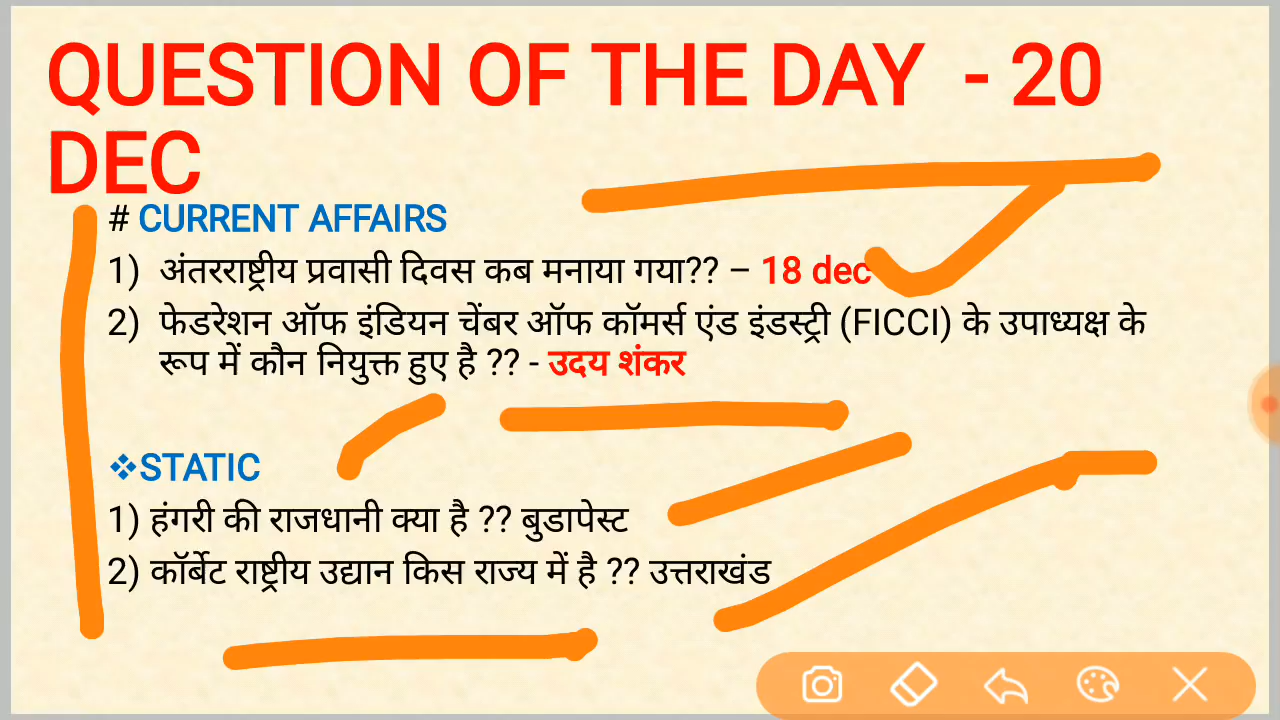 QUESTION OF THE DAY - 20
DEC
# CURRENT AFFAIRS
1) अंतरराष्ट्रीय प्रवासी दिवस कब मनाया गया?? – 18 dec
2) फेडरेशन ऑफ इंडियन चेंबर ऑफ कॉमर्स एंड इंडस्ट्री (FICCI) के उपाध्यक्ष के
रूप में कौन नियुक्त हुए है ?? - उदय शंकर
❖STATIC
1) हंगरी की राजधानी क्या है ?? बुडापेस्ट
2) कॉर्बेट राष्ट्रीय उद्यान किस राज्य में है ?? उत्तराखंड